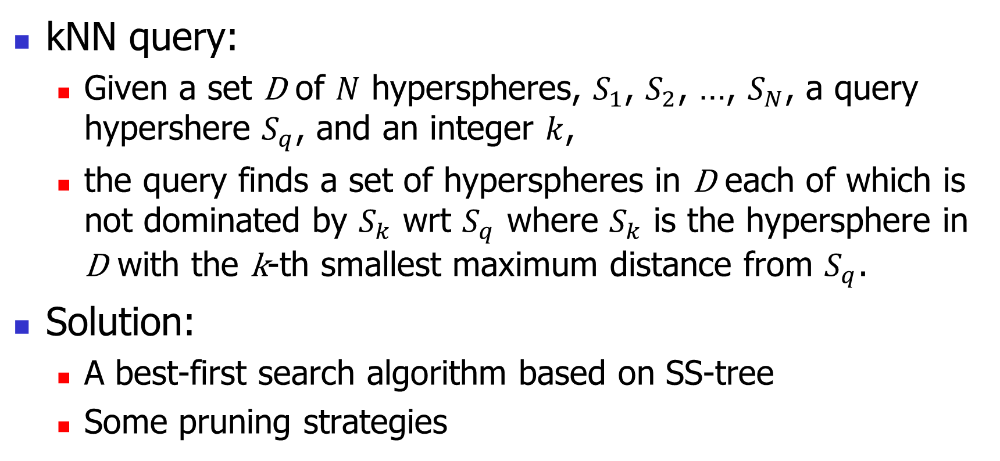 kNN query:
Given a set D of N hyperspheres, S₁, S₂, …, S_N, a query
hypershere S_q, and an integer k,
the query finds a set of hyperspheres in D each of which is
not dominated by S_k wrt S_q where S_k is the hypersphere in
D with the k-th smallest maximum distance from S_q.
Solution:
A best-first search algorithm based on SS-tree
Some pruning strategies